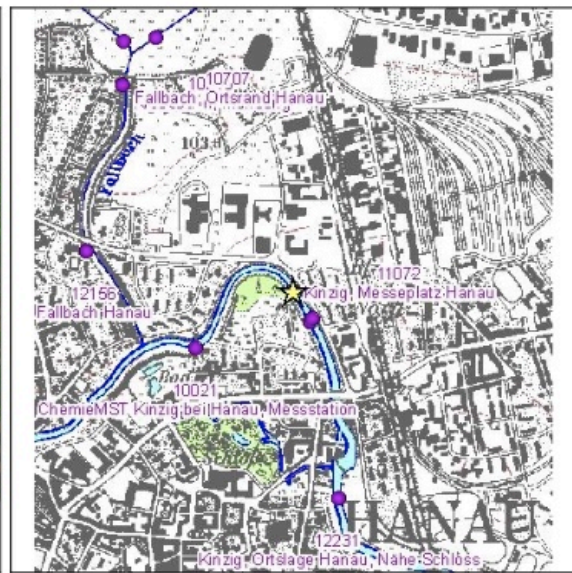 10707
Fallbach, Ortsrand Hanau
103
Fallbach
11072
Kinzig, Messeplatz Hanau
12156
Fallbach Hanau
10021
ChemieMST, Kinzig bei Hanau, Messstation
HANAU
12231
Kinzig, Ortslage Hanau, Nähe Schloss